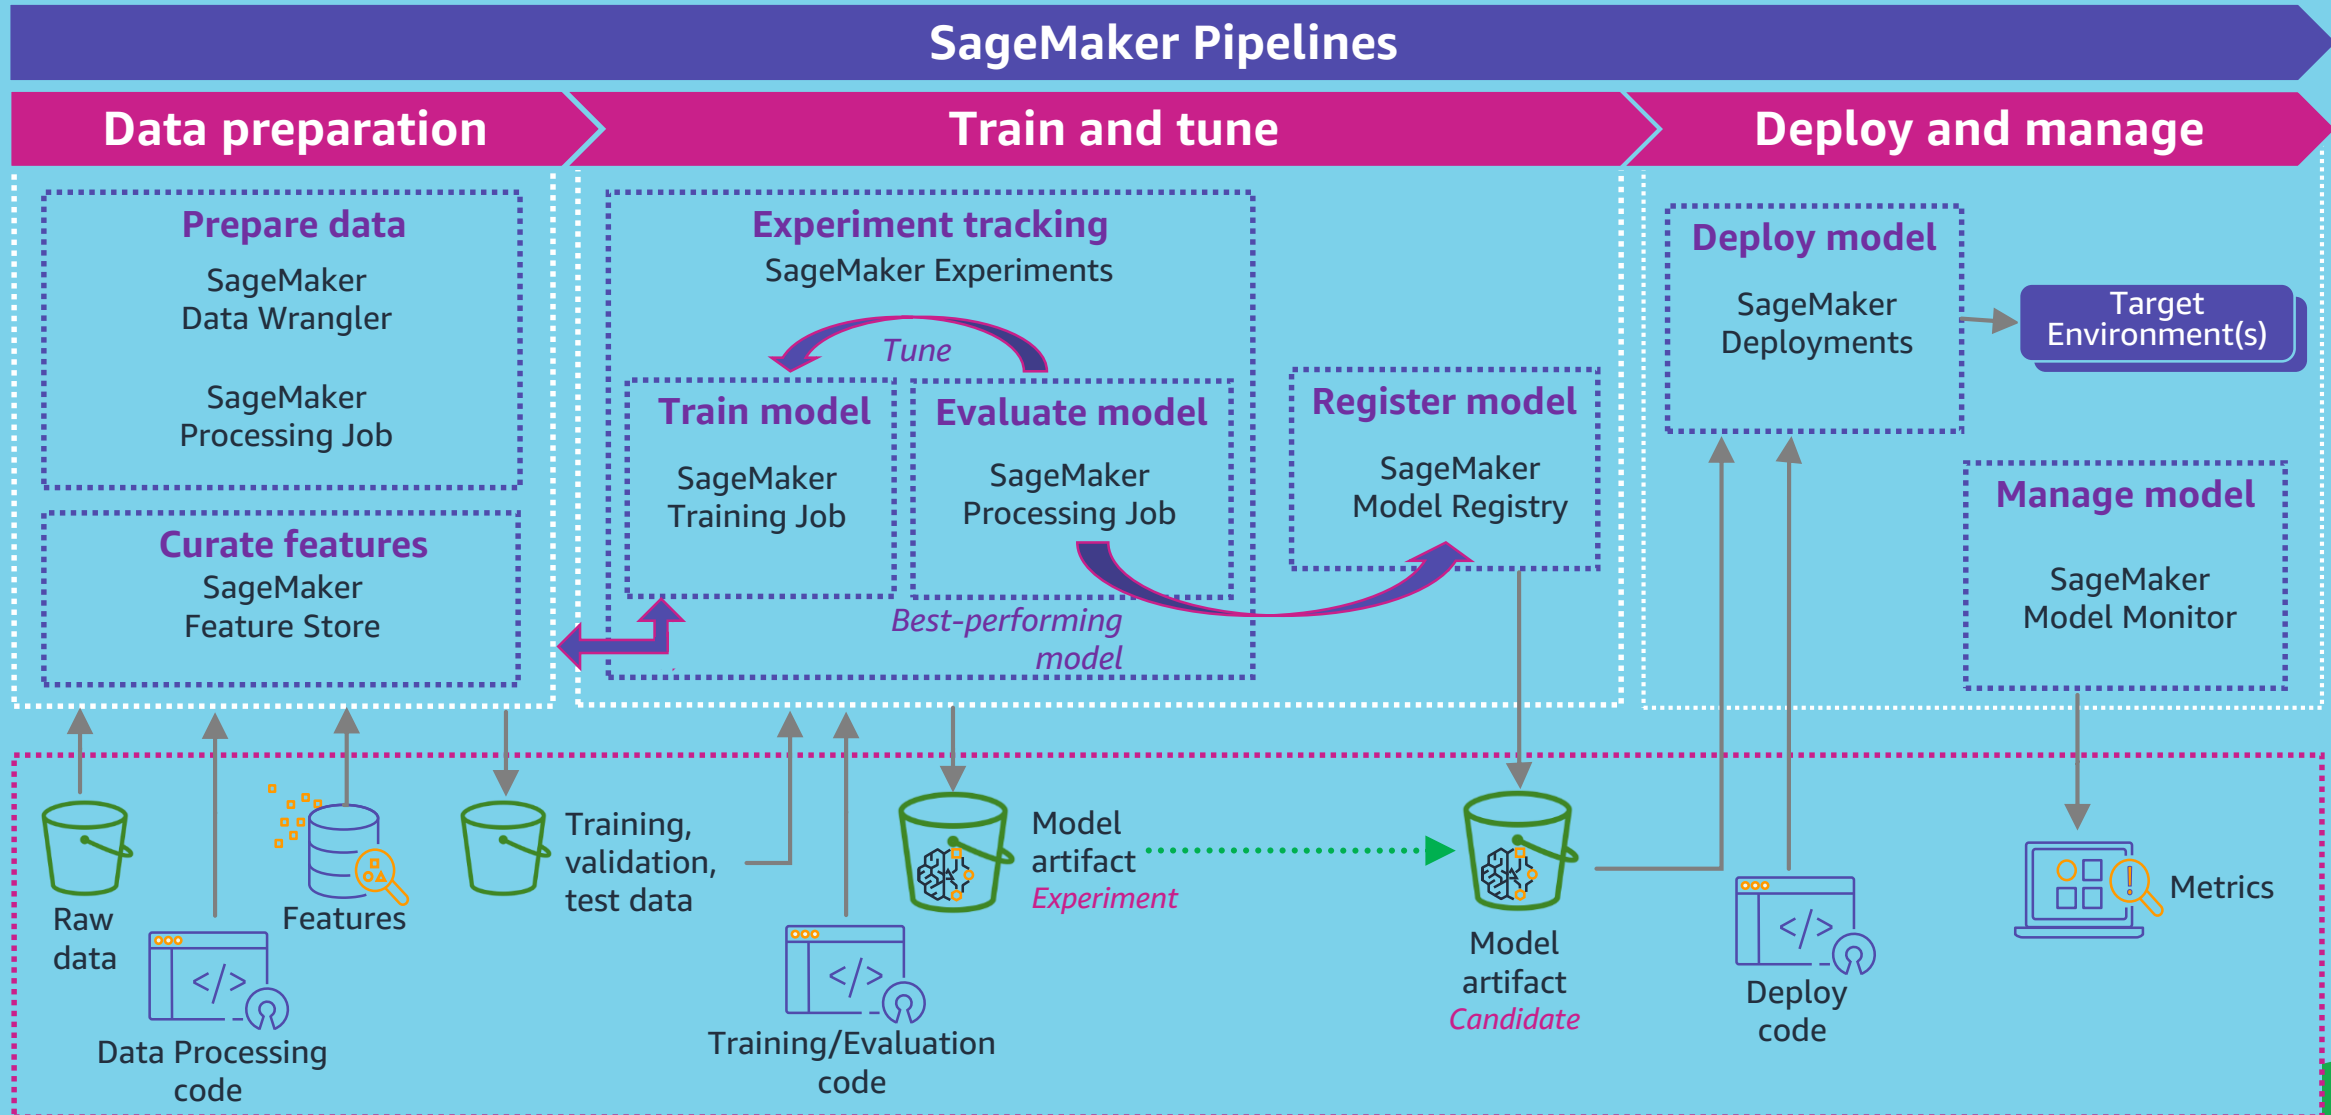 SageMaker Pipelines
Data preparation
Train and tune
Deploy and manage
Prepare data
SageMaker
Data Wrangler
SageMaker
Processing Job
Curate features
SageMaker
Feature Store
Experiment tracking
SageMaker Experiments
Tune
Train model
SageMaker
Training Job
Evaluate model
SageMaker
Processing Job
Best-performing
model
Register model
SageMaker
Model Registry
Deploy model
SageMaker
Deployments
Target
Environment(s)
Manage model
SageMaker
Model Monitor
Raw
data
</>
Data Processing
code
Features
Training,
validation,
test data
</>
Training/Evaluation
code
Model
artifact
Experiment
Model
artifact
Candidate
</>
Deploy
code
!
Metrics